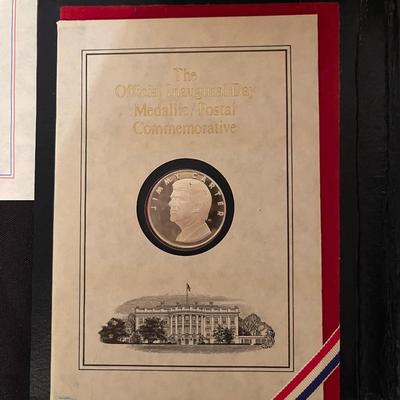 The
Official Inaugural Day
Medallic/Postal
Commemorative
JIMMY CARTER